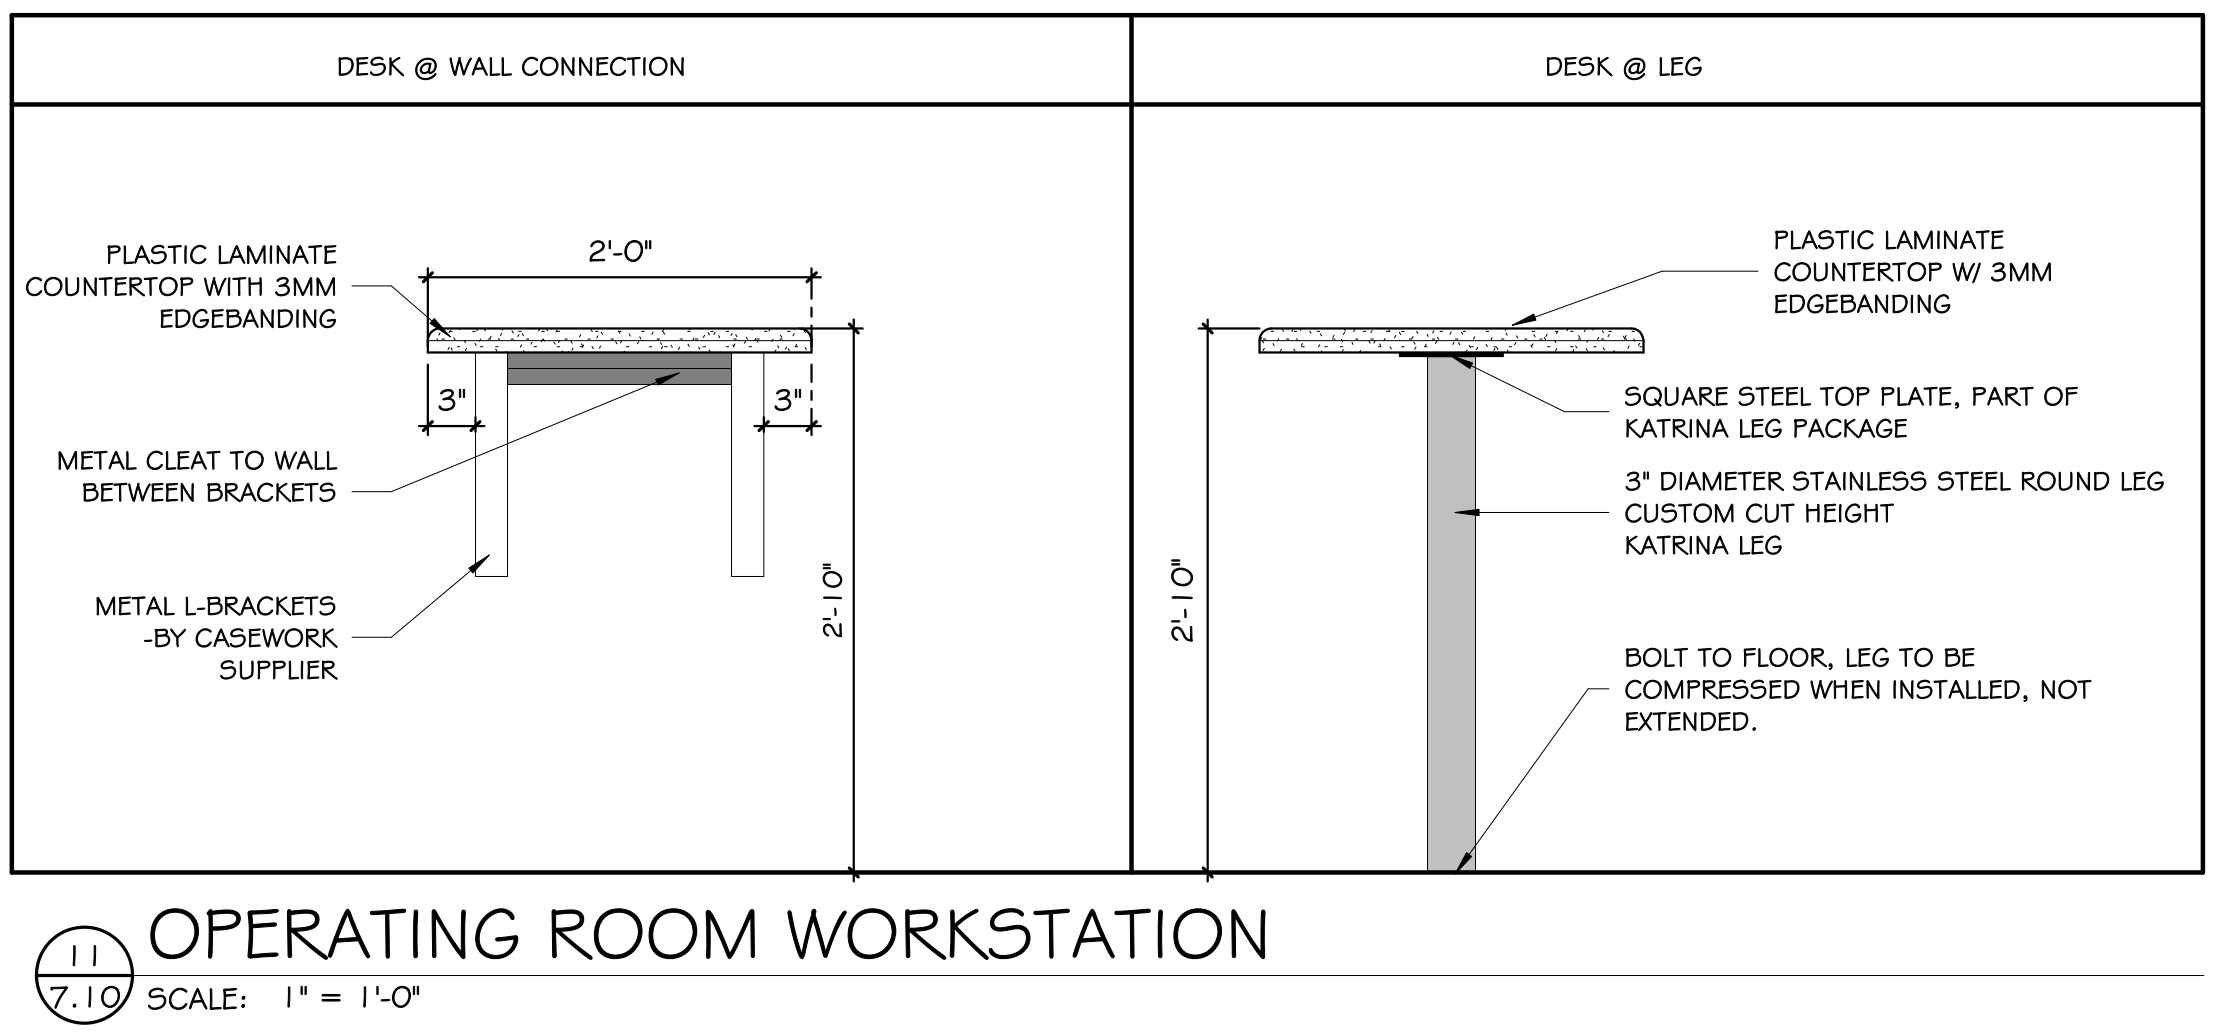 DESK @ WALL CONNECTION
DESK @ LEG
PLASTIC LAMINATE
COUNTERTOP WITH 3MM
EDGEBANDING
2'-0"
3"
3"
METAL CLEAT TO WALL
BETWEEN BRACKETS
METAL L-BRACKETS
-BY CASEWORK
SUPPLIER
2'-10"
PLASTIC LAMINATE
COUNTERTOP W/ 3MM
EDGEBANDING
SQUARE STEEL TOP PLATE, PART OF
KATRINA LEG PACKAGE
3" DIAMETER STAINLESS STEEL ROUND LEG
CUSTOM CUT HEIGHT
KATRINA LEG
2'-10"
BOLT TO FLOOR, LEG TO BE
COMPRESSED WHEN INSTALLED, NOT
EXTENDED.
11
7.10
OPERATING ROOM WORKSTATION
SCALE: 1" = 1'-0"